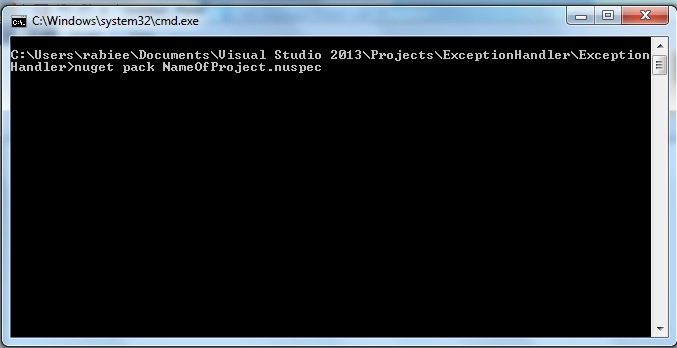 C:\Windows\system32\cmd.exe
C:\Users\rabiee\Documents\Visual Studio 2013\Projects\ExceptionHandler\Exception
Handler>nuget pack NameOfProject.nuspec